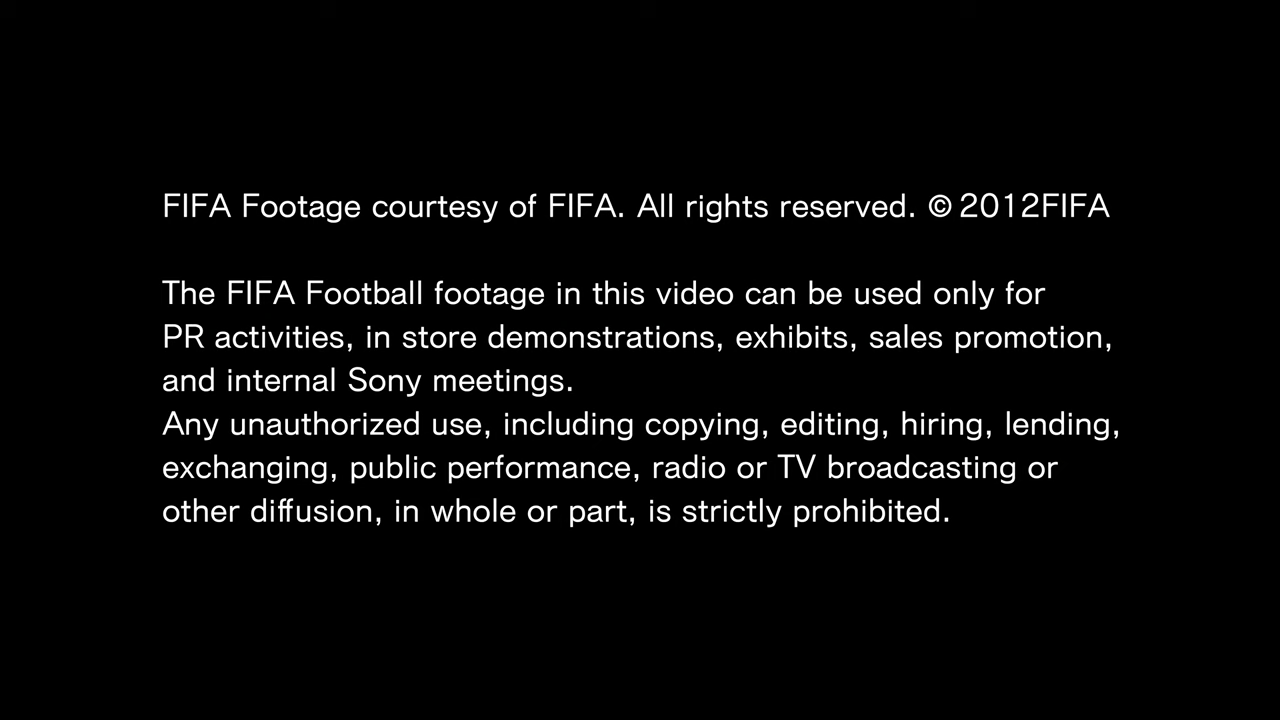 FIFA Footage courtesy of FIFA. All rights reserved. © 2012FIFA
The FIFA Football footage in this video can be used only for
PR activities, in store demonstrations, exhibits, sales promotion,
and internal Sony meetings.
Any unauthorized use, including copying, editing, hiring, lending,
exchanging, public performance, radio or TV broadcasting or
other diffusion, in whole or part, is strictly prohibited.